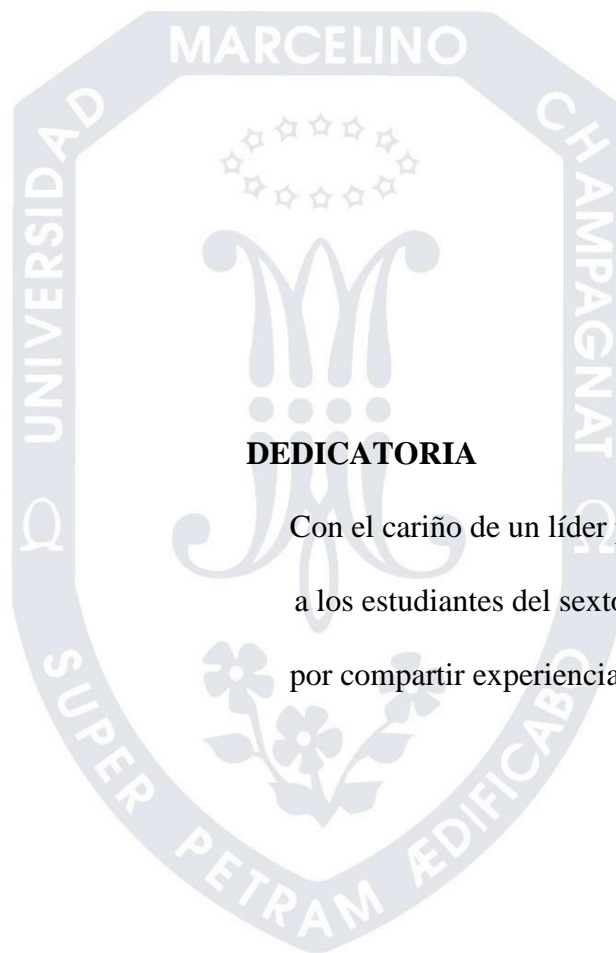 MARCELINO
UNIVERSIDAD
CHAMPAGNAT
DEDICATORIA
Con el cariño de un líder
a los estudiantes del sexto
por compartir experiencia
SUPER PETRAM ÆDIFICABO